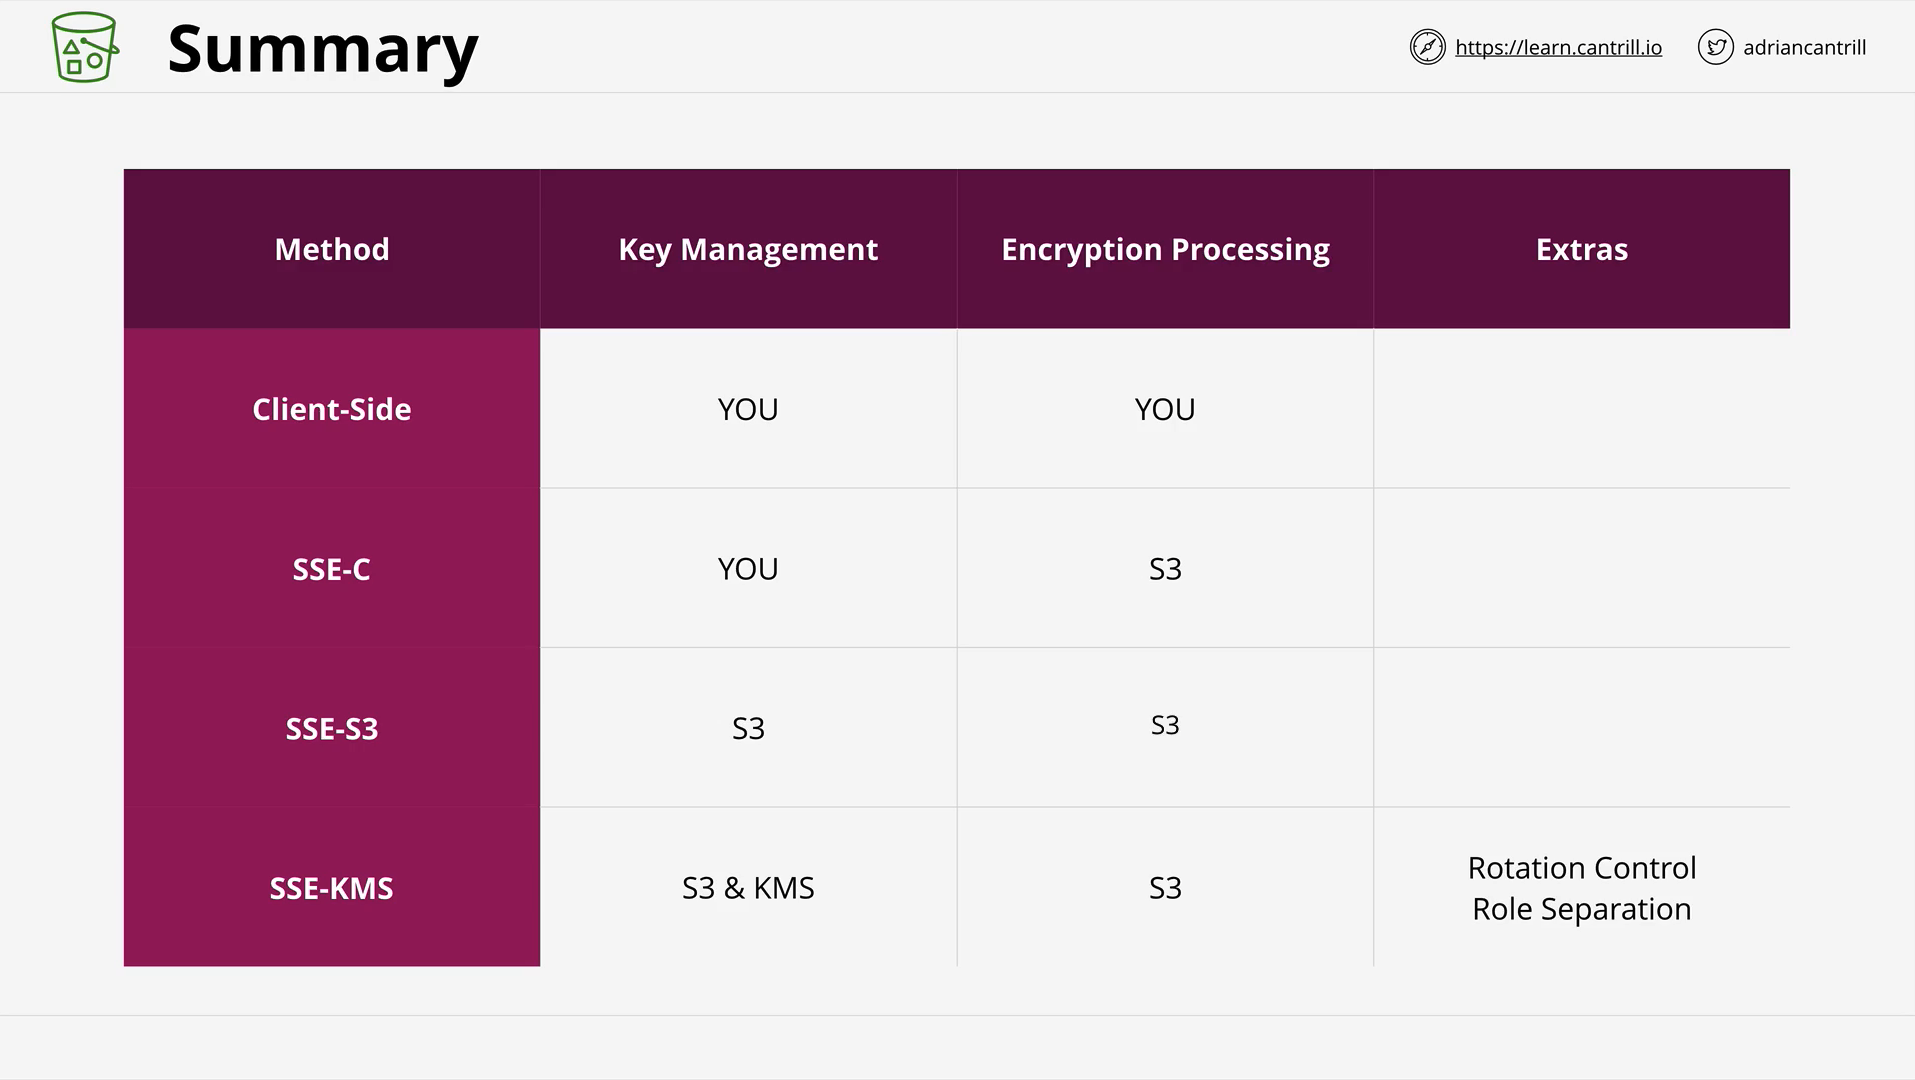 Summary
https://learn.cantrill.io
adriancantrill
Method
Key Management
Encryption Processing
Extras
Client-Side
YOU
YOU
SSE-C
YOU
S3
SSE-S3
S3
S3
SSE-KMS
S3 & KMS
S3
Rotation Control
Role Separation